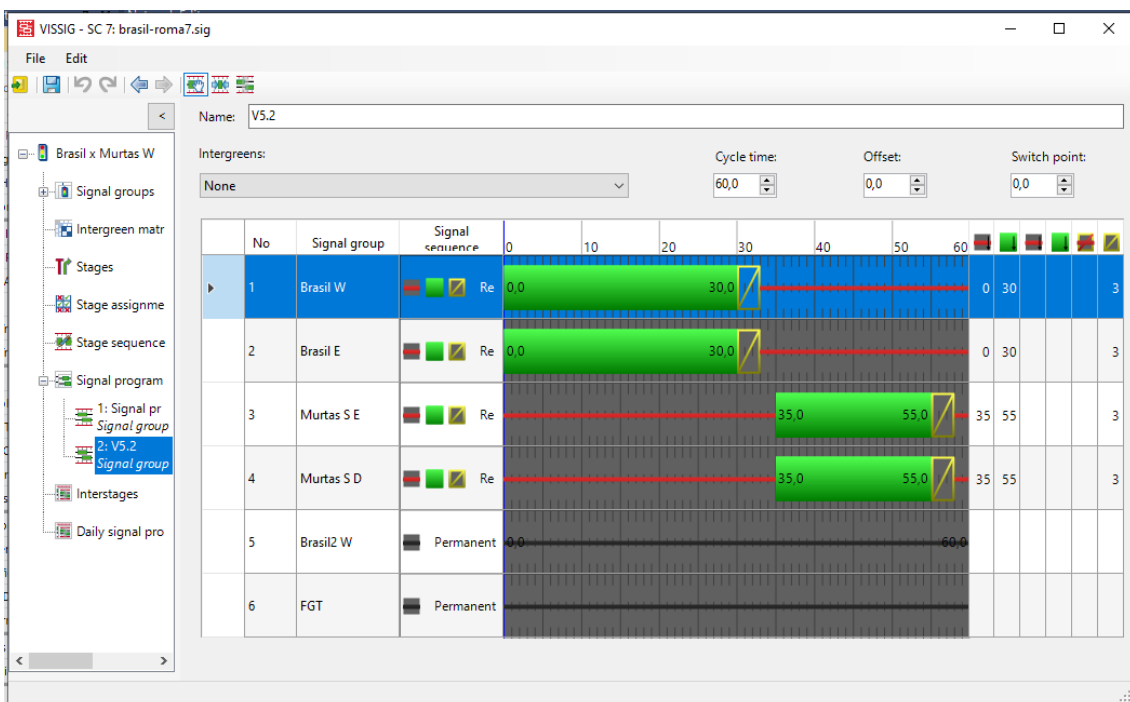 VISSIG - SC 7: brasil-roma7.sig
File Edit
< Name: V5.2
Brasil x Murtas W
Signal groups
Intergreen matr
Stages
Stage assignme
Stage sequence
Signal program
1: Signal pr
Signal group
2: V5.2
Signal group
Interstages
Daily signal pro
Intergreens: Cycle time: Offset: Switch point:
None 60,0 0,0 0,0
No Signal group Signal sequence 0 10 20 30 40 50 60
1 Brasil W Re 0,0 30,0 0 30 3
2 Brasil E Re 0,0 30,0 0 30 3
3 Murtas S E Re 35,0 55,0 35 55 3
4 Murtas S D Re 35,0 55,0 35 55 3
5 Brasil2 W Permanent 0,0 60,0
6 FGT Permanent